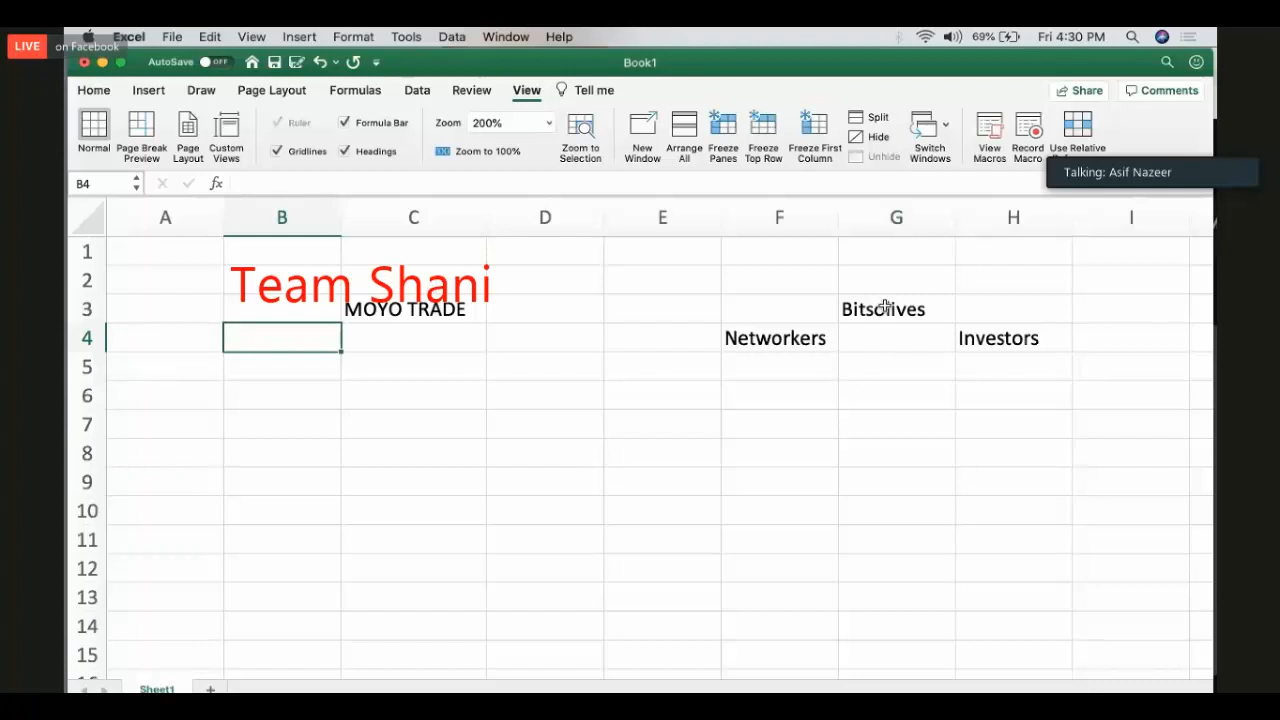 LIVE on Facebook
Excel File Edit View Insert Format Tools Data Window Help 69% Fri 4:30 PM
AutoSave OFF Book1
Home Insert Draw Page Layout Formulas Data View Tell me Share Comments
Normal Page Break Preview Page Layout Custom Views
Ruler Formula Bar
Gridlines Headings
Zoom 200%
Zoom to 100%
Zoom to Selection New Window Arrange All Freeze Panes Freeze Top Row Freeze First Column
Split
Hide
Unhide
Switch Windows View Macros Record Macro Use Relative
Talking: Asif Nazeer
B4 fx
A B C D E F G H I
1
2 Team Shani
3 MOYO TRADE
4 Networkers Investors
5
6
7
8
9
10
11
12
13
14
15
Sheet1 +